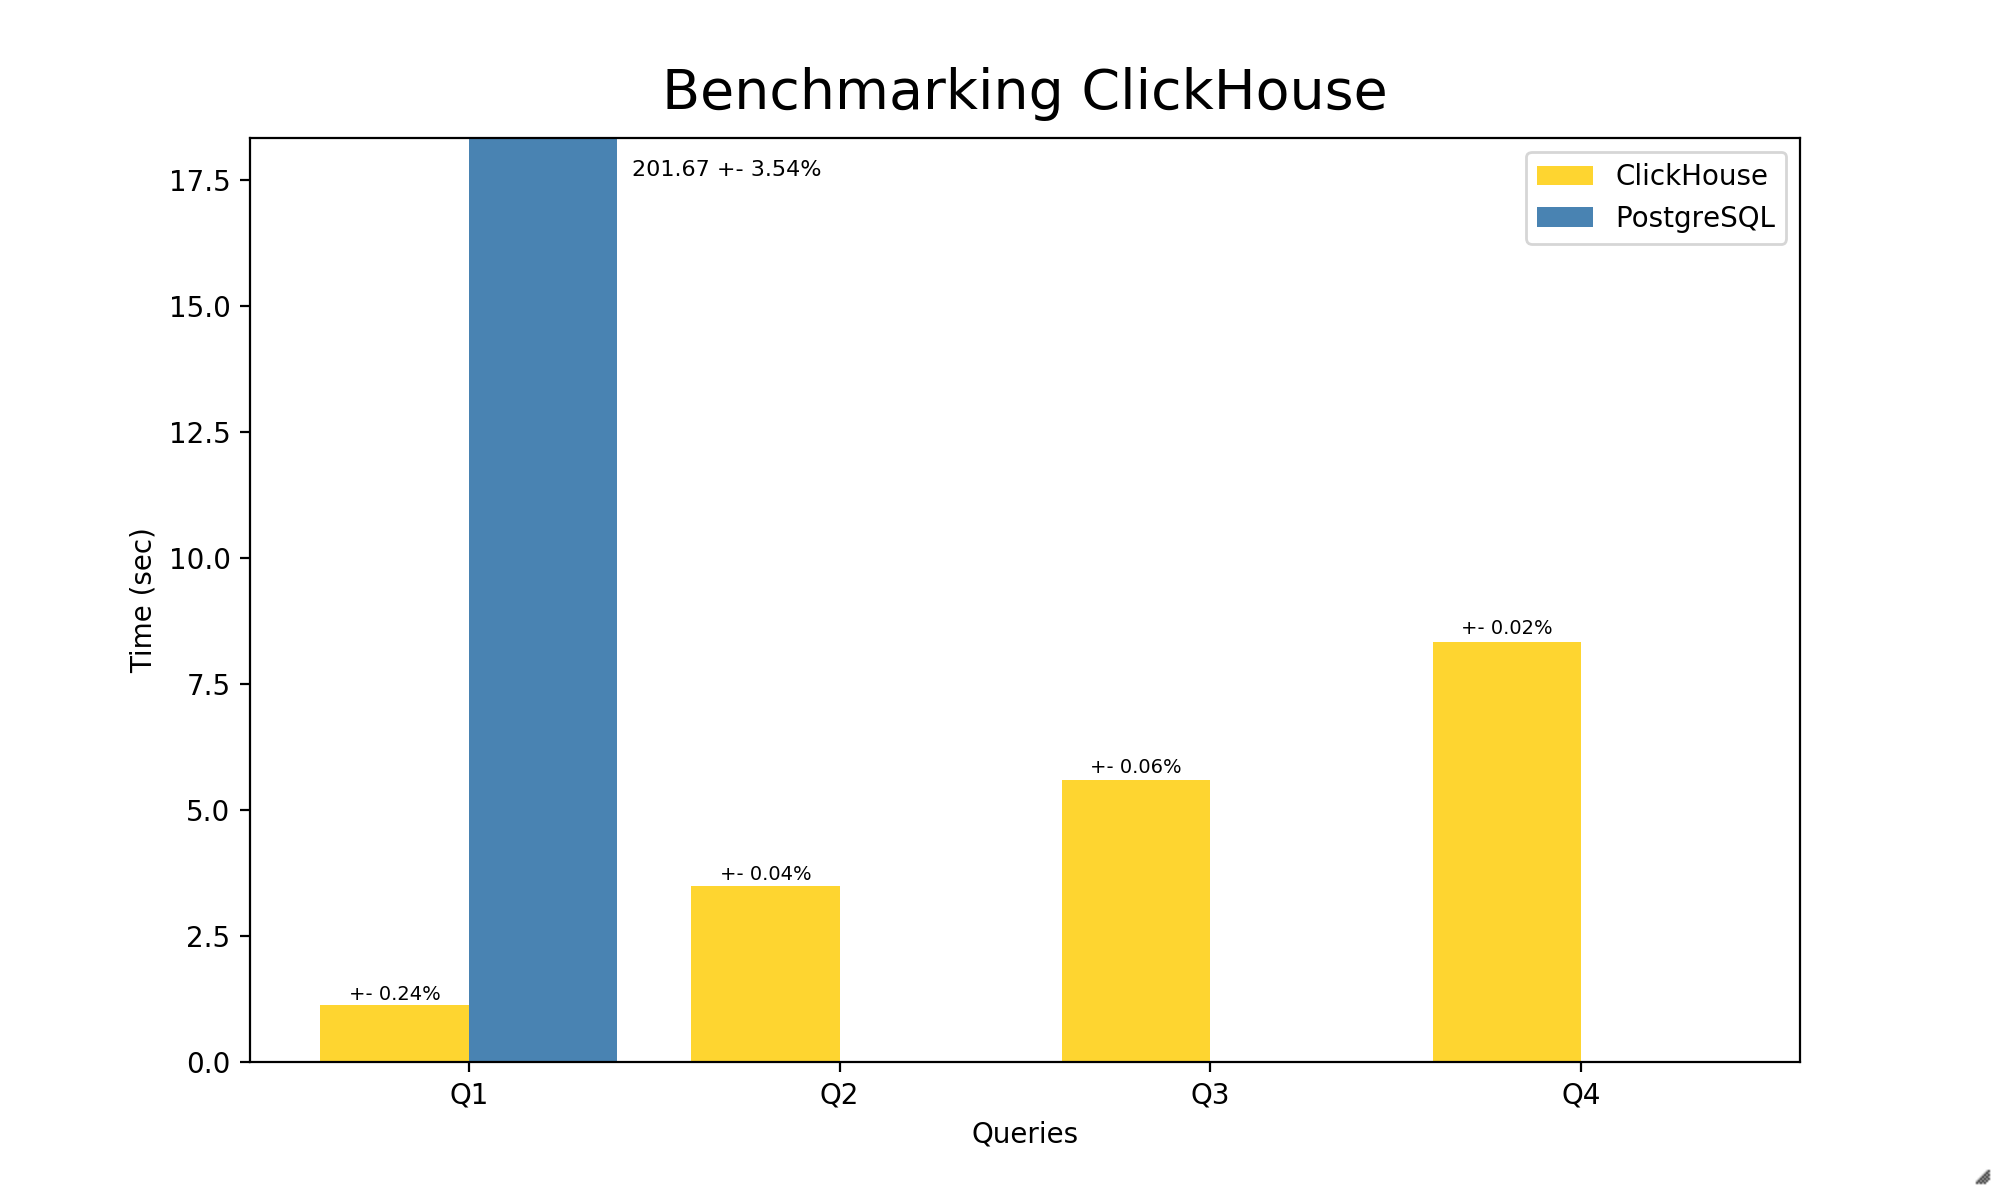 Benchmarking ClickHouse
201.67 +- 3.54%
ClickHouse
PostgreSQL
17.5
15.0
12.5
10.0
7.5
5.0
2.5
0.0
Time (sec)
+- 0.24%
+- 0.04%
+- 0.06%
+- 0.02%
Q1
Q2
Q3
Q4
Queries